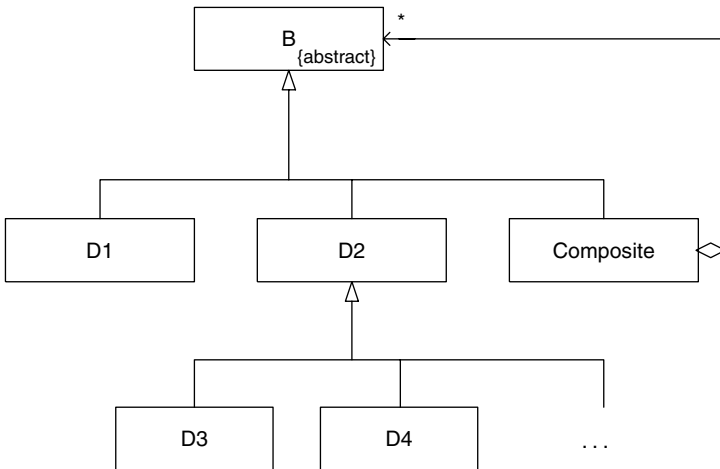 *
B
{abstract}
D1
D2
Composite
D3
D4
...